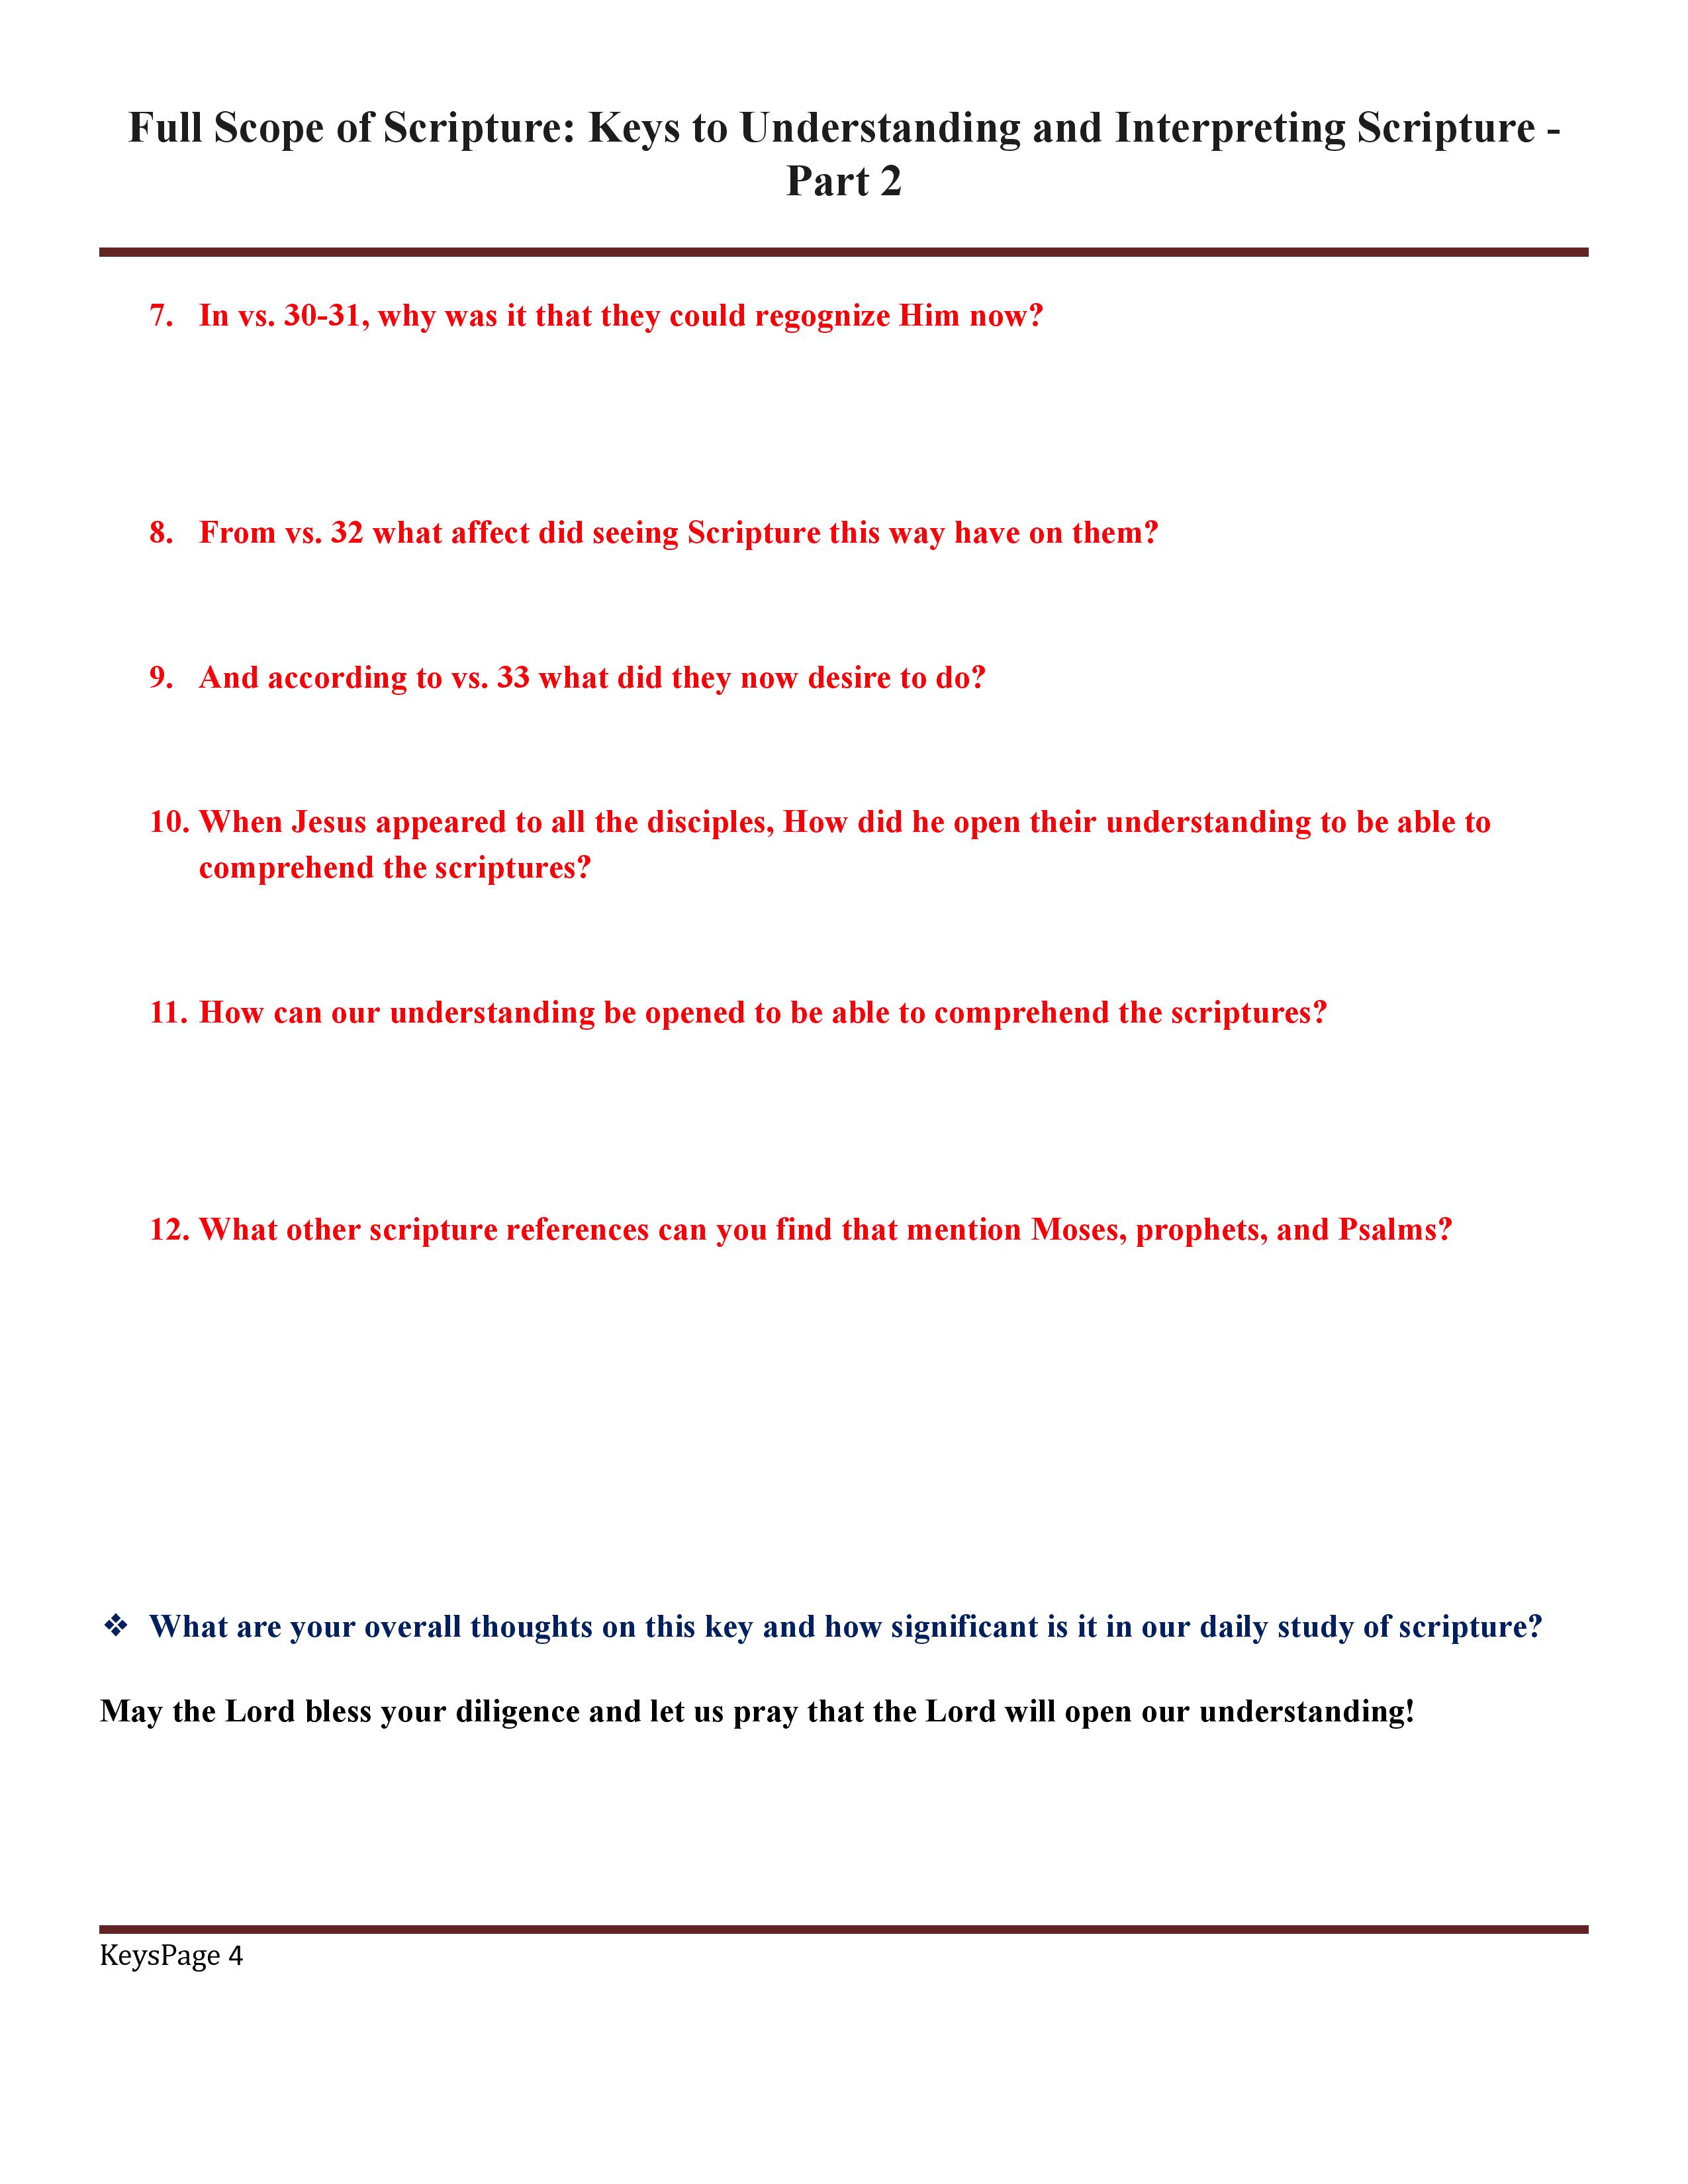 Full Scope of Scripture: Keys to Understanding and Interpreting Scripture -
Part 2
7. In vs. 30-31, why was it that they could regognize Him now?
8. From vs. 32 what affect did seeing Scripture this way have on them?
9. And according to vs. 33 what did they now desire to do?
10. When Jesus appeared to all the disciples, How did he open their understanding to be able to
comprehend the scriptures?
11. How can our understanding be opened to be able to comprehend the scriptures?
12. What other scripture references can you find that mention Moses, prophets, and Psalms?
❖ What are your overall thoughts on this key and how significant is it in our daily study of scripture?
May the Lord bless your diligence and let us pray that the Lord will open our understanding!
KeysPage 4